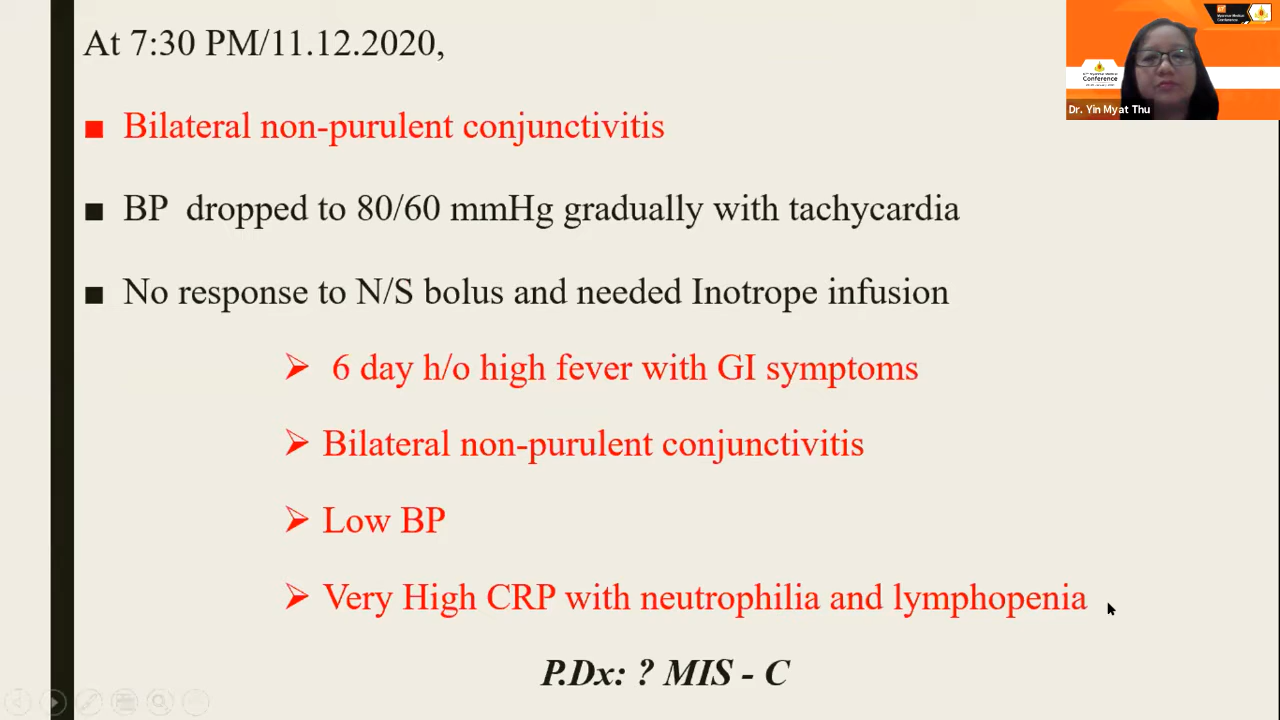 At 7:30 PM/11.12.2020,
■ Bilateral non-purulent conjunctivitis
■ BP dropped to 80/60 mmHg gradually with tachycardia
■ No response to N/S bolus and needed Inotrope infusion
➢ 6 day h/o high fever with GI symptoms
➢ Bilateral non-purulent conjunctivitis
➢ Low BP
➢ Very High CRP with neutrophilia and lymphopenia
P.Dx: ? MIS - C
Conference
Dr. Yin Myat Thu